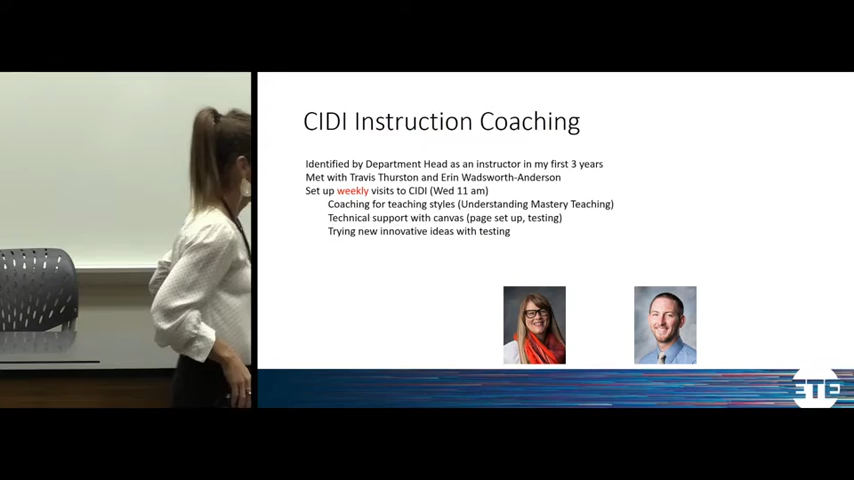 CIDI Instruction Coaching
Identified by Department Head as an instructor in my first 3 years
Met with Travis Thurston and Erin Wadsworth-Anderson
Set up weekly visits to CIDI (Wed 11 am)
Coaching for teaching styles (Understanding Mastery Teaching)
Technical support with canvas (page set up, testing)
Trying new innovative ideas with testing
ETE